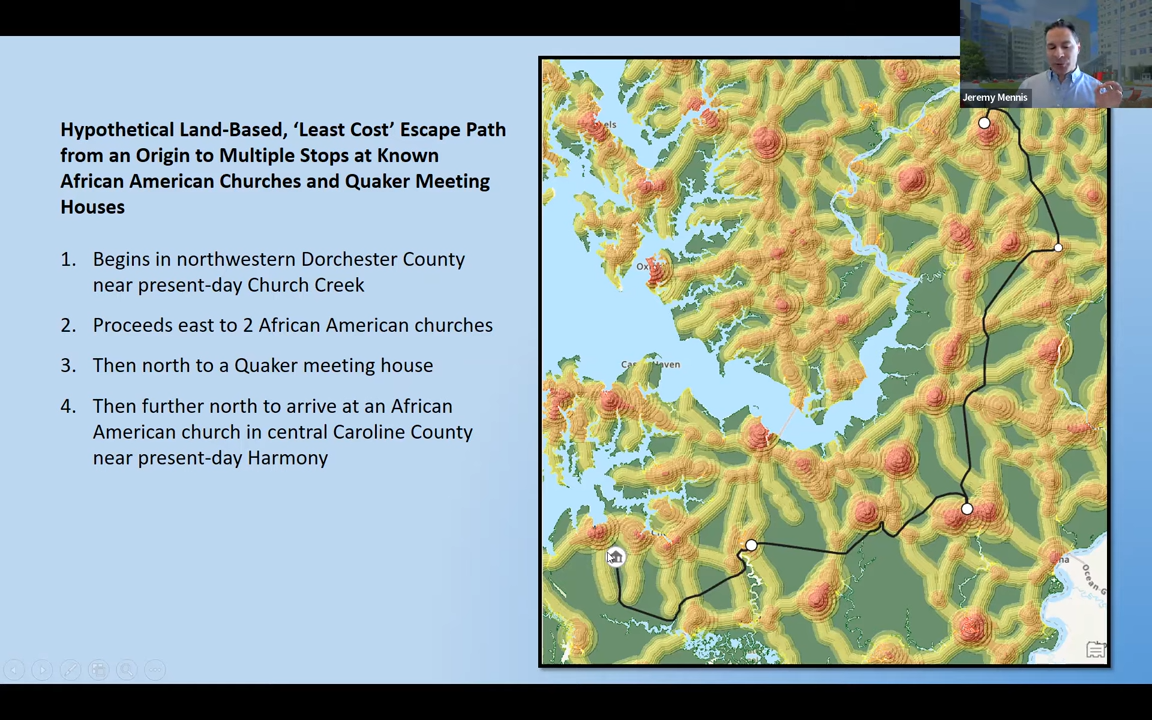 Jeremy Mennis
Hypothetical Land-Based, ‘Least Cost’ Escape Path
from an Origin to Multiple Stops at Known
African American Churches and Quaker Meeting
Houses
1. Begins in northwestern Dorchester County
near present-day Church Creek
2. Proceeds east to 2 African American churches
3. Then north to a Quaker meeting house
4. Then further north to arrive at an African
American church in central Caroline County
near present-day Harmony
Ocean